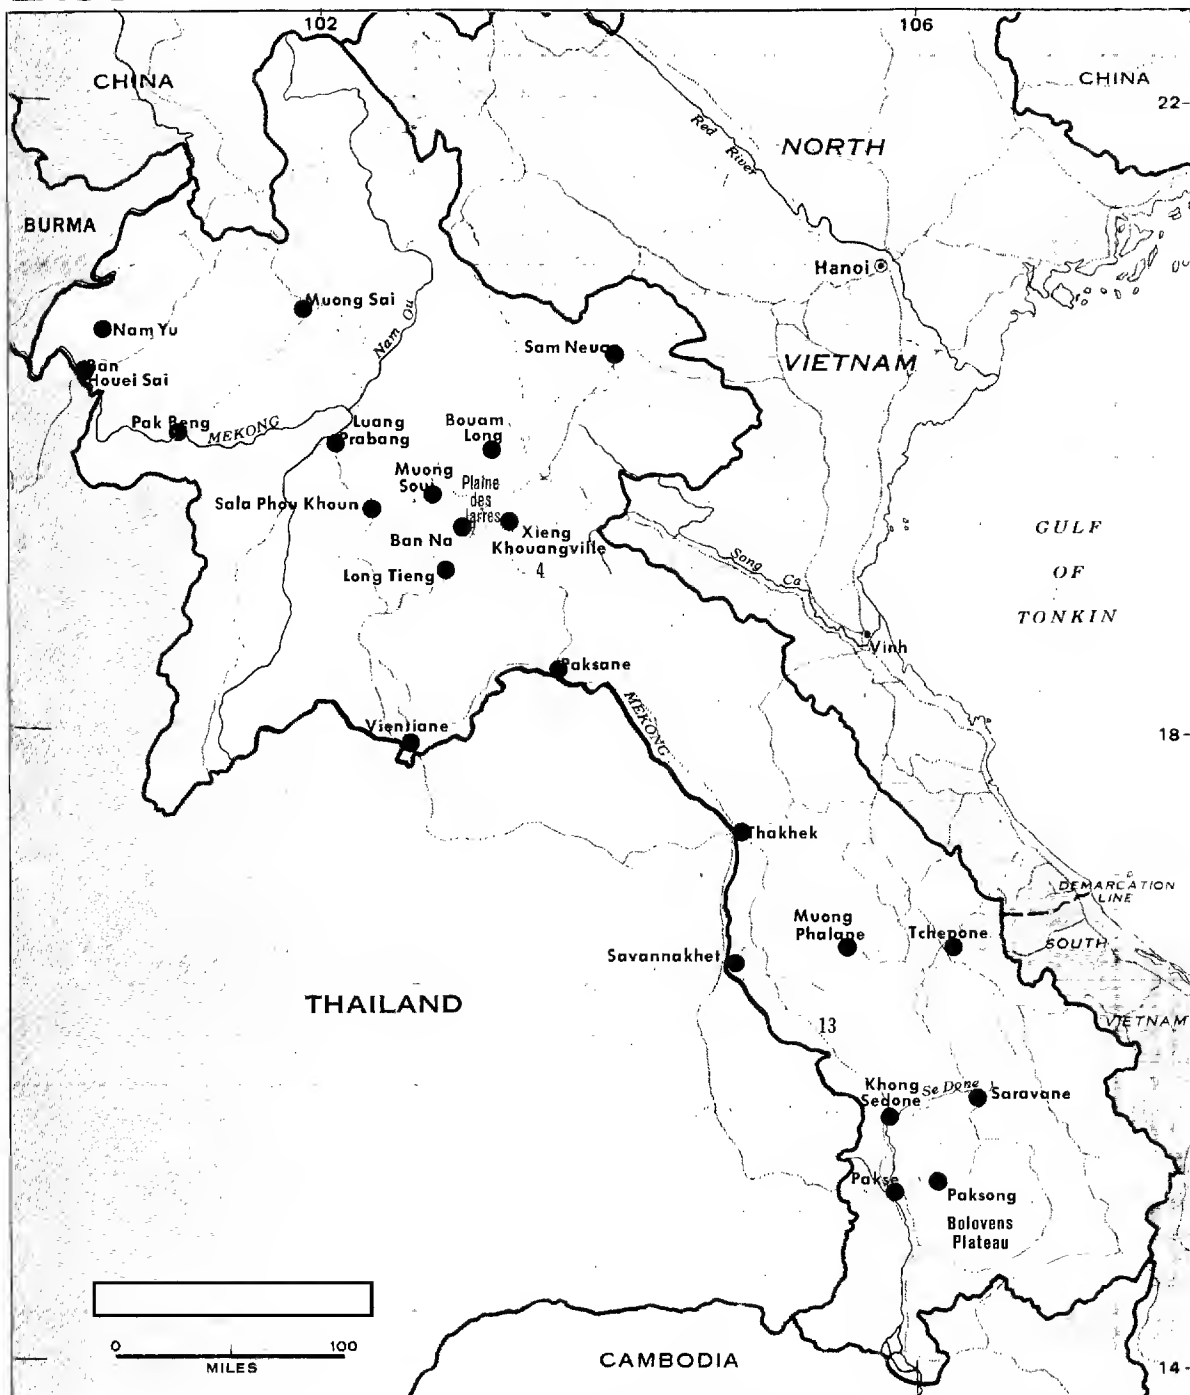 102
106
CHINA
CHINA
22
Red
River
NORTH
BURMA
Hanoi
Muong Sai
Nam Ou
Nam Yu
Sam Neua
VIETNAM
Ban
Houei Sai
Pak Beng
MEKONG
Luang
Prabang
Bouam
Long
Muong
Soui
Plaine
des
Jarres
Sala Phou Khoun
Ban Na
Xieng
Khouangville
4
Long Tieng
GULF
OF
TONKIN
Song
Ca
Vinh
Paksane
MEKONG
Vientiane
18
Thakhek
DEMARCATION
LINE
Muong
Phalane
Tchepone
SOUTH
Savannakhet
THAILAND
13
VIETNAM
Khong
Sedone
Se Done
Saravane
Pakse
Paksong
Bolovens
Plateau
0
100
MILES
CAMBODIA
14